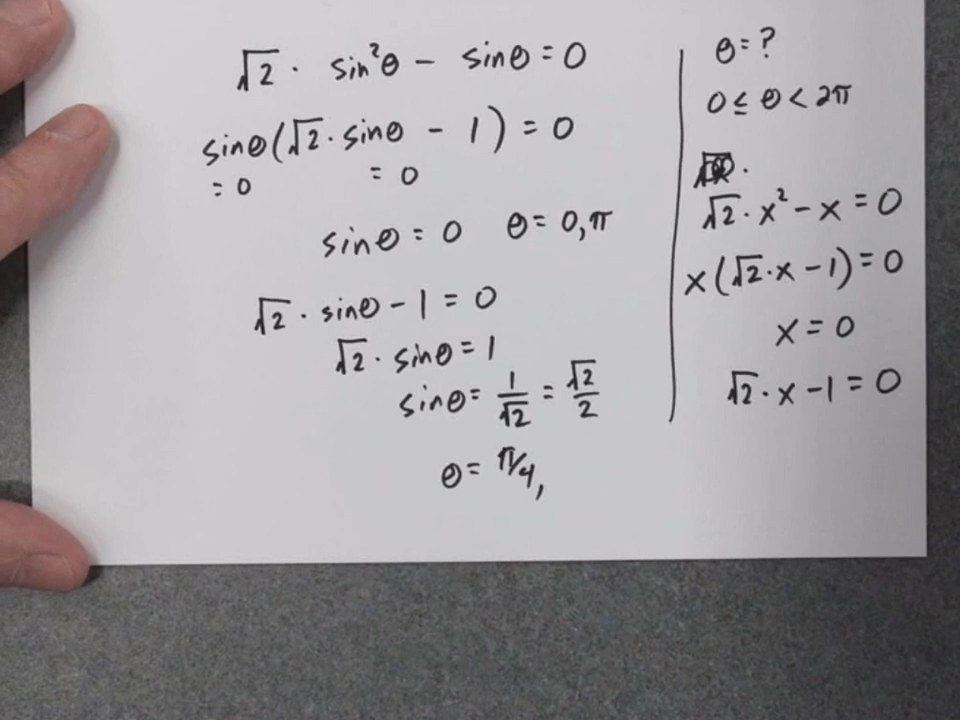 √2 · sin²θ − sinθ = 0
sinθ(√2 · sinθ − 1) = 0
= 0 = 0
sinθ = 0 θ = 0, π
√2 · sinθ − 1 = 0
√2 · sinθ = 1
sinθ = 1/√2 = √2/2
θ = π/4,
θ = ?
0 ≤ θ < 2π
√2 · x² − x = 0
x(√2 · x − 1) = 0
x = 0
√2 · x − 1 = 0